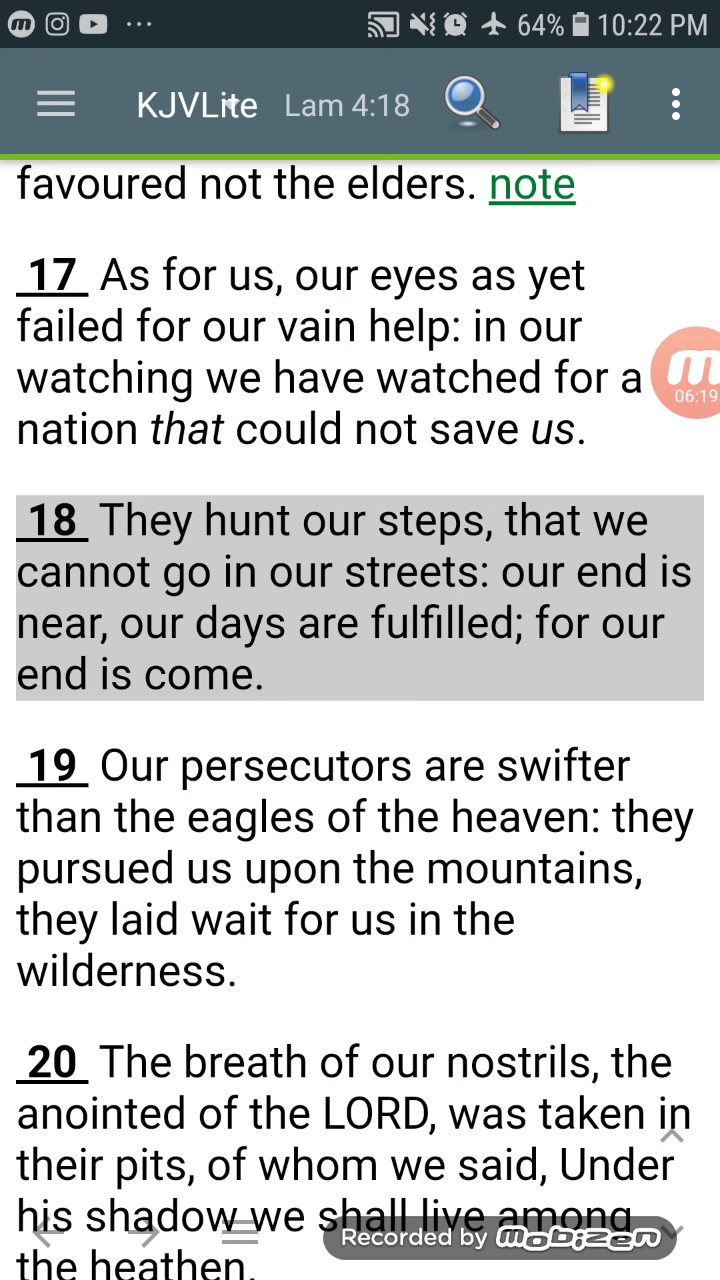 64% 10:22 PM
KJVLite Lam 4:18
favoured not the elders. note
17 As for us, our eyes as yet
failed for our vain help: in our
watching we have watched for a
nation that could not save us.
m
06:19
18 They hunt our steps, that we
cannot go in our streets: our end is
near, our days are fulfilled; for our
end is come.
19 Our persecutors are swifter
than the eagles of the heaven: they
pursued us upon the mountains,
they laid wait for us in the
wilderness.
20 The breath of our nostrils, the
anointed of the LORD, was taken in
their pits, of whom we said, Under
his shadow we shall live among
the heathen.
Recorded by mobizen